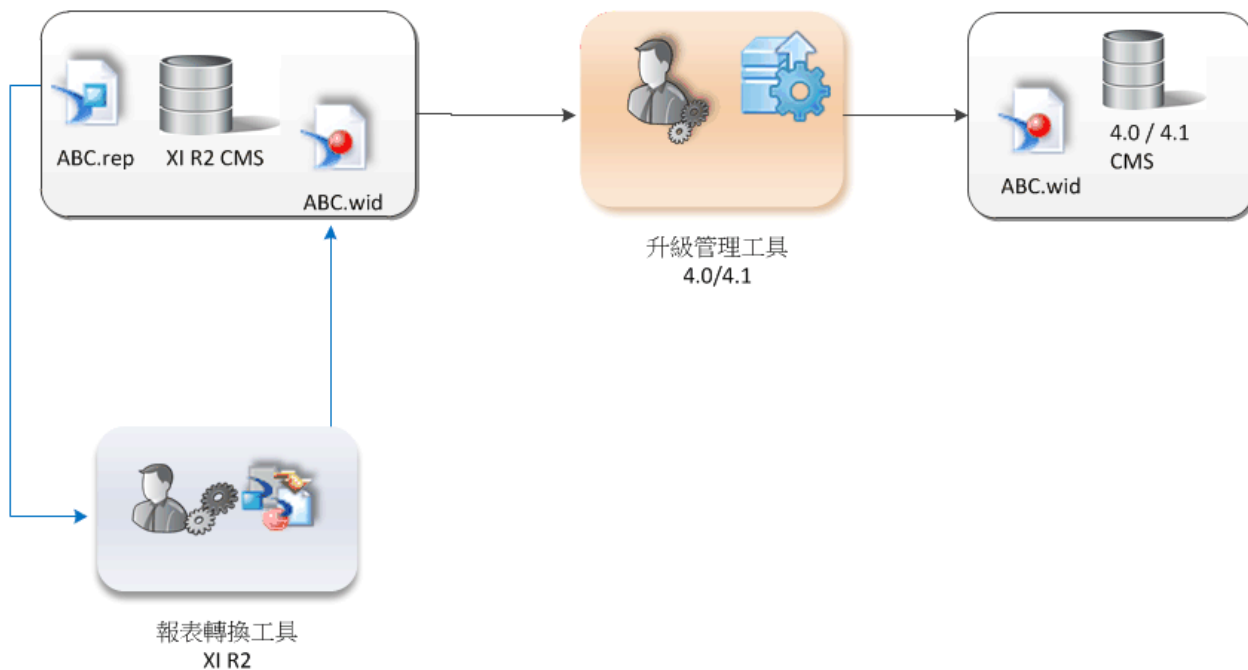 ABC.rep
XI R2 CMS
ABC.wid
升級管理工具
4.0/4.1
ABC.wid
4.0 / 4.1
CMS
報表轉換工具
XI R2